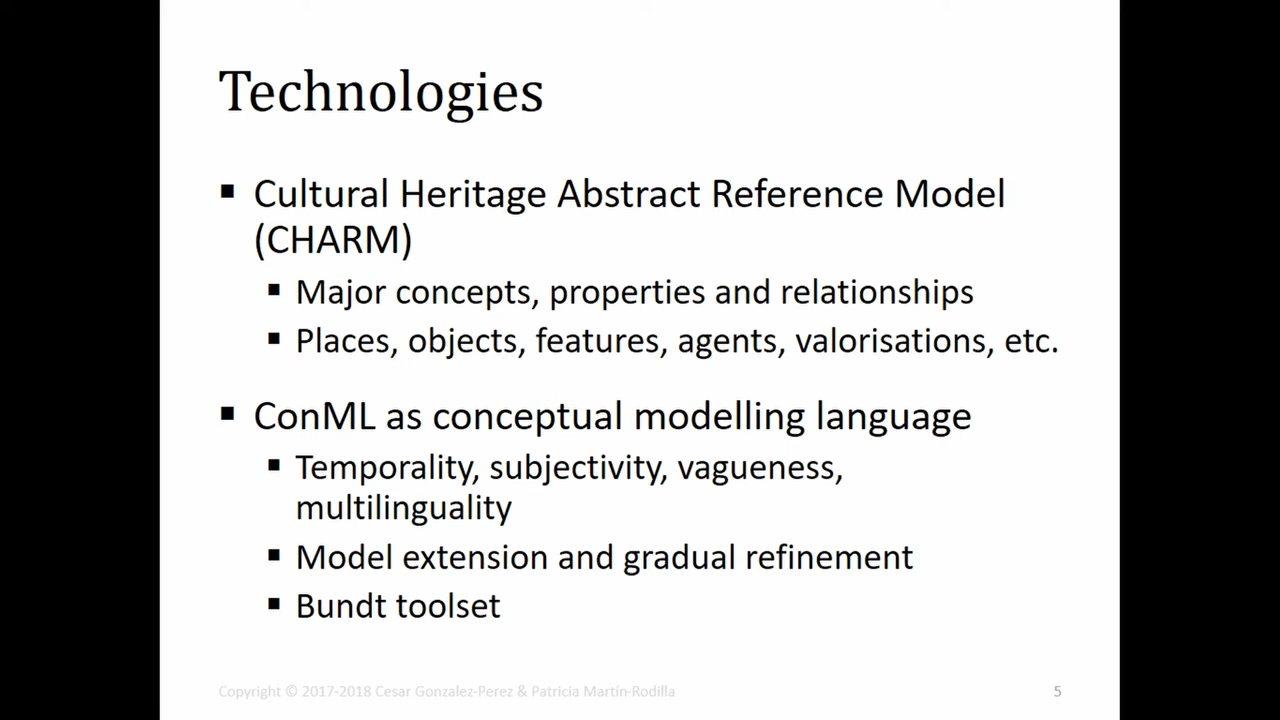 Technologies
▪ Cultural Heritage Abstract Reference Model
(CHARM)
▪ Major concepts, properties and relationships
▪ Places, objects, features, agents, valorisations, etc.
▪ ConML as conceptual modelling language
▪ Temporality, subjectivity, vagueness,
multilinguality
▪ Model extension and gradual refinement
▪ Bundt toolset
Copyright © 2017-2018 Cesar Gonzalez-Perez & Patricia Martín-Rodilla
5